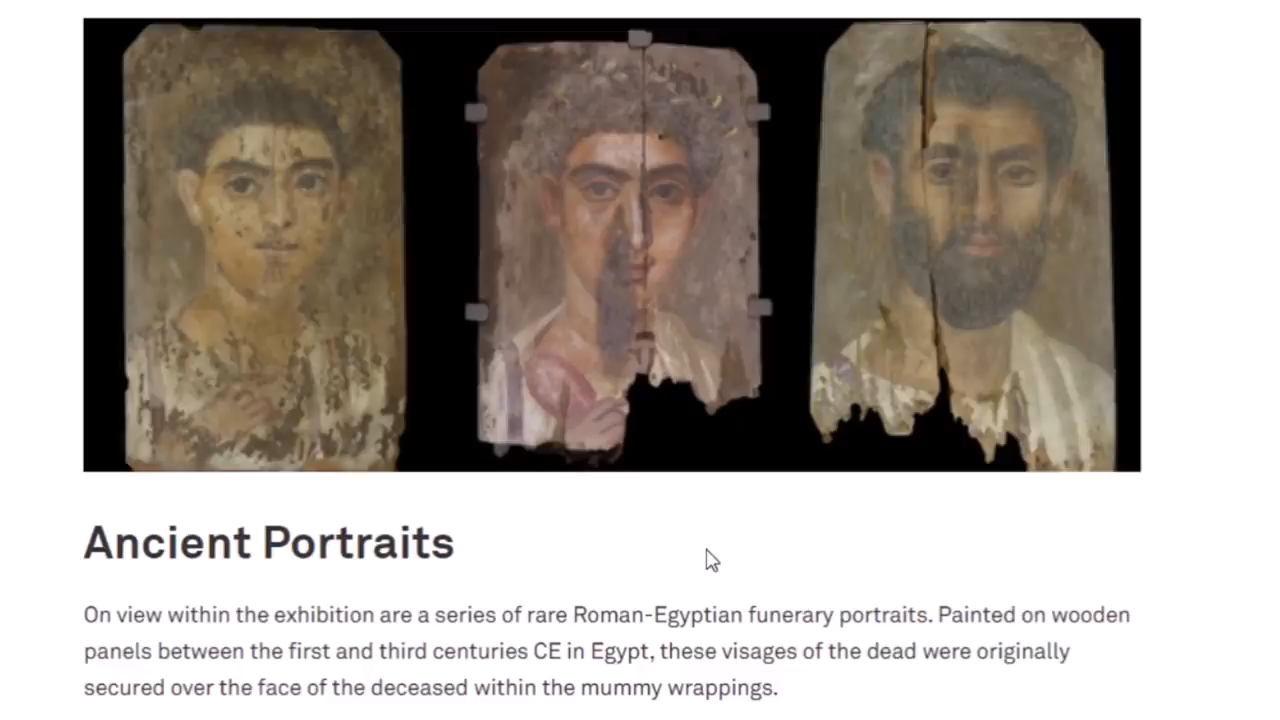 Ancient Portraits
On view within the exhibition are a series of rare Roman-Egyptian funerary portraits. Painted on wooden
panels between the first and third centuries CE in Egypt, these visages of the dead were originally
secured over the face of the deceased within the mummy wrappings.